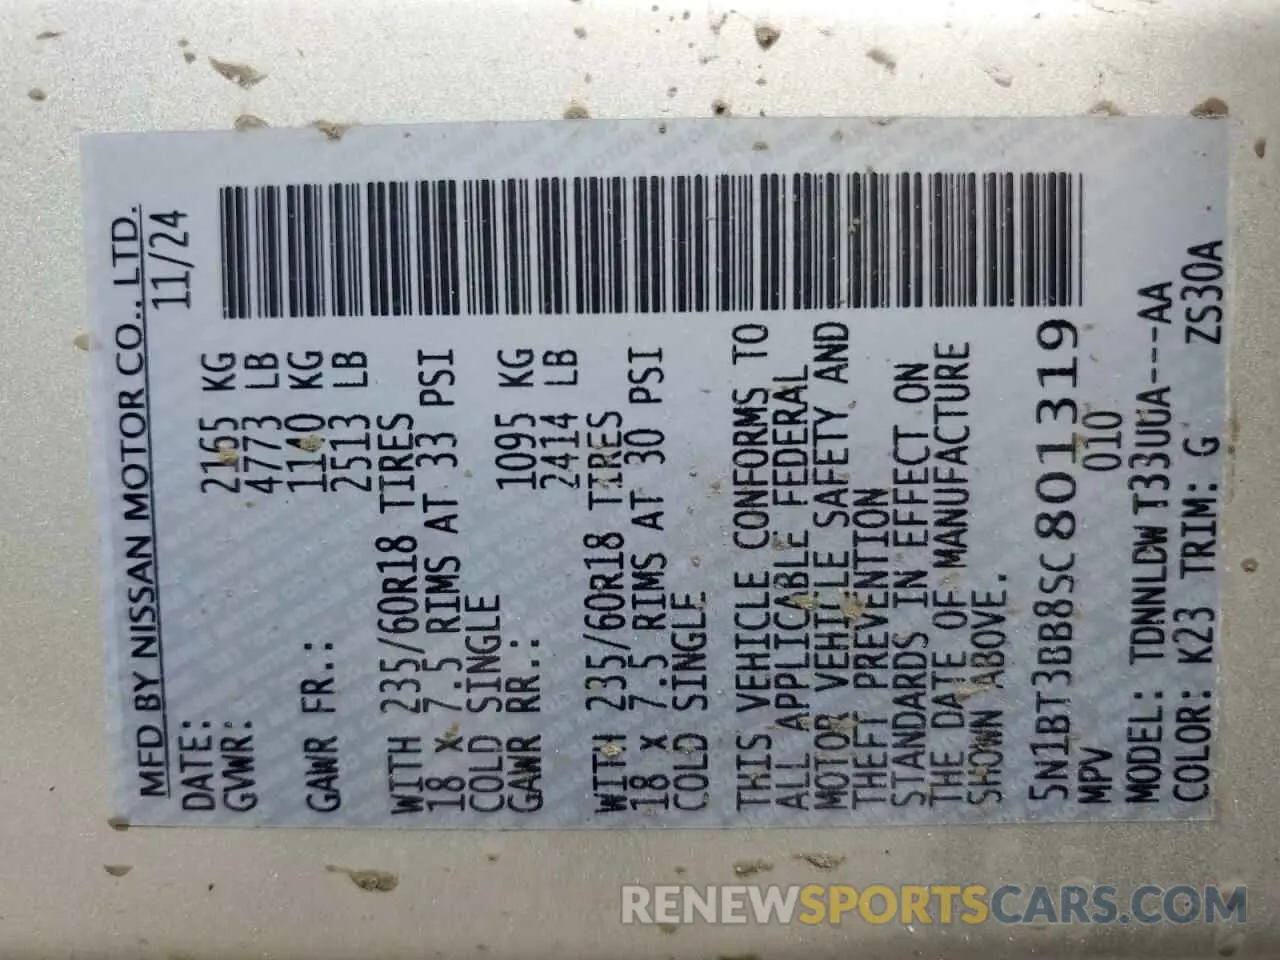 MFD BY NISSAN MOTOR CO., LTD.
DATE: 11/24
GVWR: 2165 KG
4773 LB
GAWR FR.: 1140 KG
2513 LB
WITH 235/60R18 TIRES
18 x 7.5 RIMS AT 33 PSI
COLD SINGLE
GAWR RR.: 1095 KG
2414 LB
WITH 235/60R18 TIRES
18 x 7.5 RIMS AT 30 PSI
COLD SINGLE
THIS VEHICLE CONFORMS TO
ALL APPLICABLE FEDERAL
MOTOR VEHICLE SAFETY AND
THEFT PREVENTION
STANDARDS IN EFFECT ON
THE DATE OF MANUFACTURE
SHOWN ABOVE.
5N1BT3BB8SC801319
MPV 010
MODEL: TDNNLDW T33UUA---AA
COLOR: K23 TRIM: G ZS30A
RENEWSPORTSCARS.COM